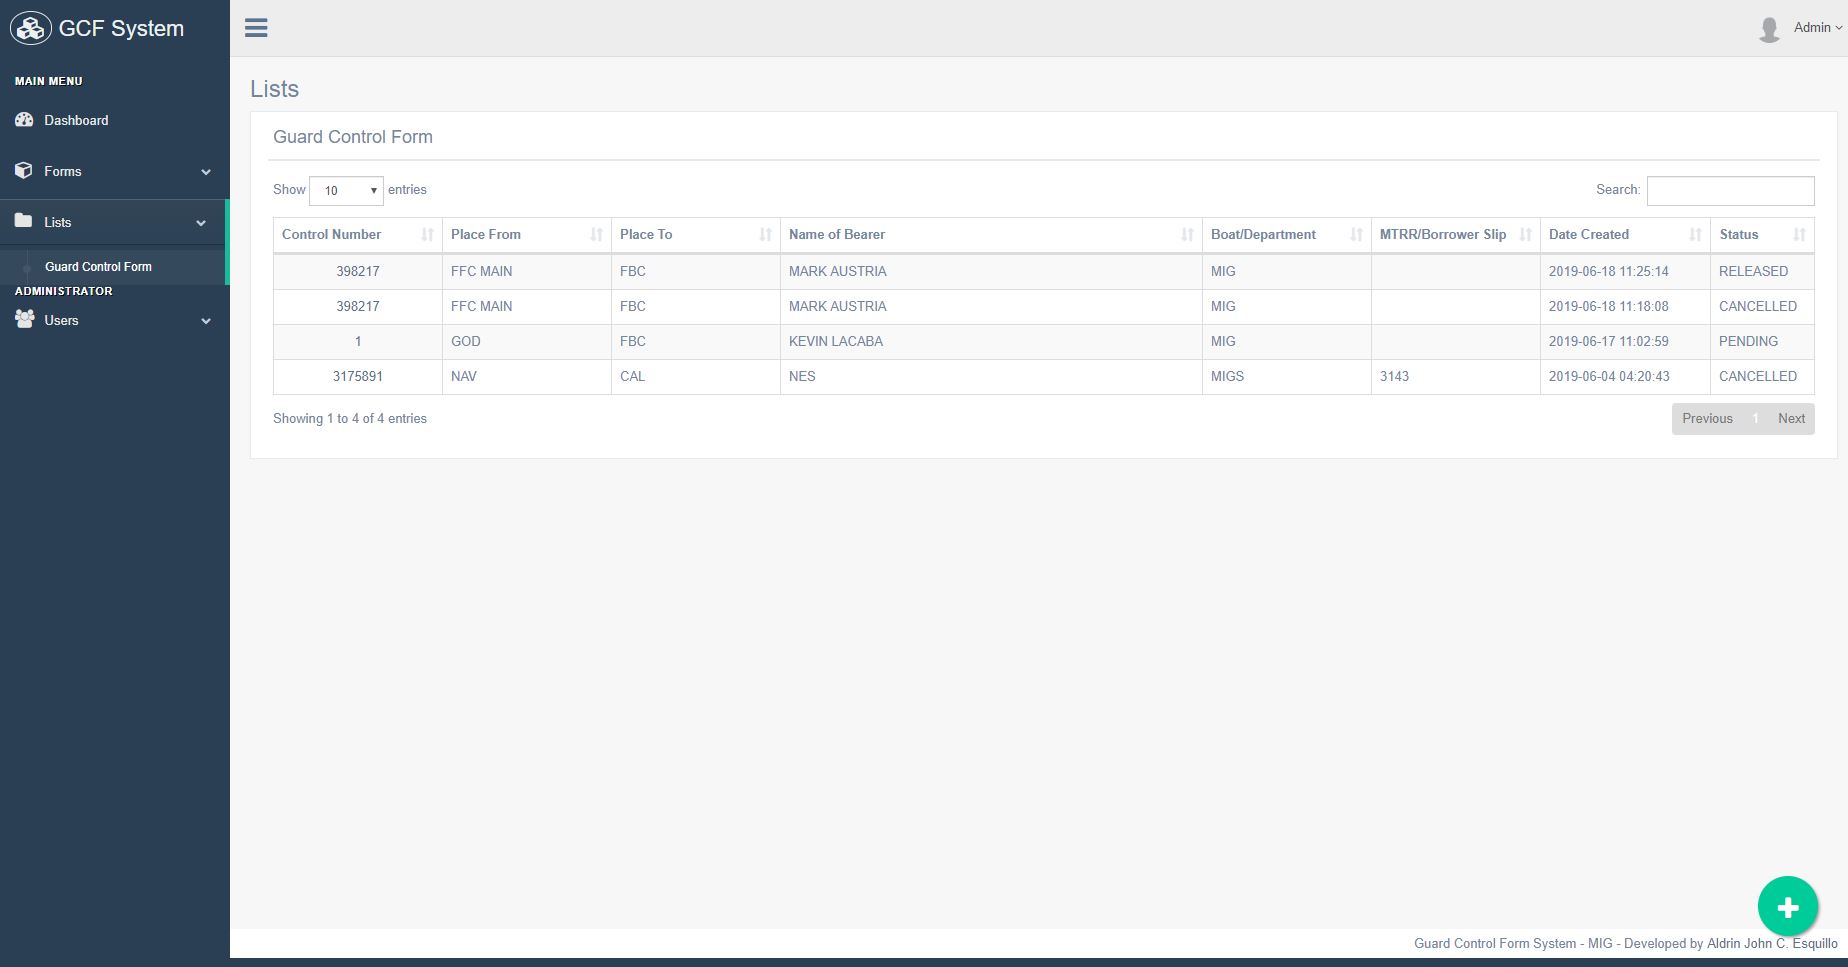 GCF System
Admin
MAIN MENU
Dashboard
Forms
Lists
Guard Control Form
ADMINISTRATOR
Users
Lists
Guard Control Form
Show 10 entries Search:
Control Number Place From Place To Name of Bearer Boat/Department MTRR/Borrower Slip Date Created Status
398217 FFC MAIN FBC MARK AUSTRIA MIG 2019-06-18 11:25:14 RELEASED
398217 FFC MAIN FBC MARK AUSTRIA MIG 2019-06-18 11:18:08 CANCELLED
1 GOD FBC KEVIN LACABA MIG 2019-06-17 11:02:59 PENDING
3175891 NAV CAL NES MIGS 3143 2019-06-04 04:20:43 CANCELLED
Showing 1 to 4 of 4 entries Previous 1 Next
Guard Control Form System - MIG - Developed by Aldrin John C. Esquillo